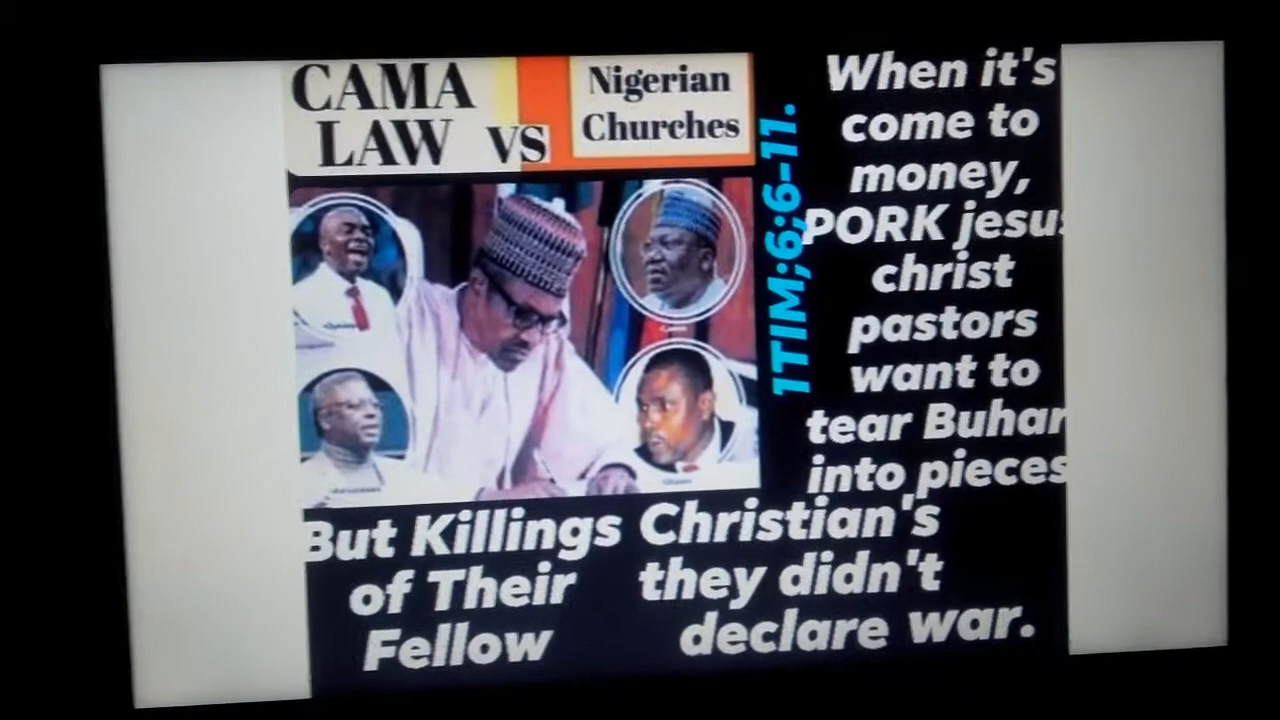 CAMA
LAW VS
Nigerian
Churches
1TIM;6;6-11.
When it's
come to
money,
PORK jesus
christ
pastors
want to
tear Buhar
into pieces
But Killings Christian's
of Their they didn't
Fellow declare war.